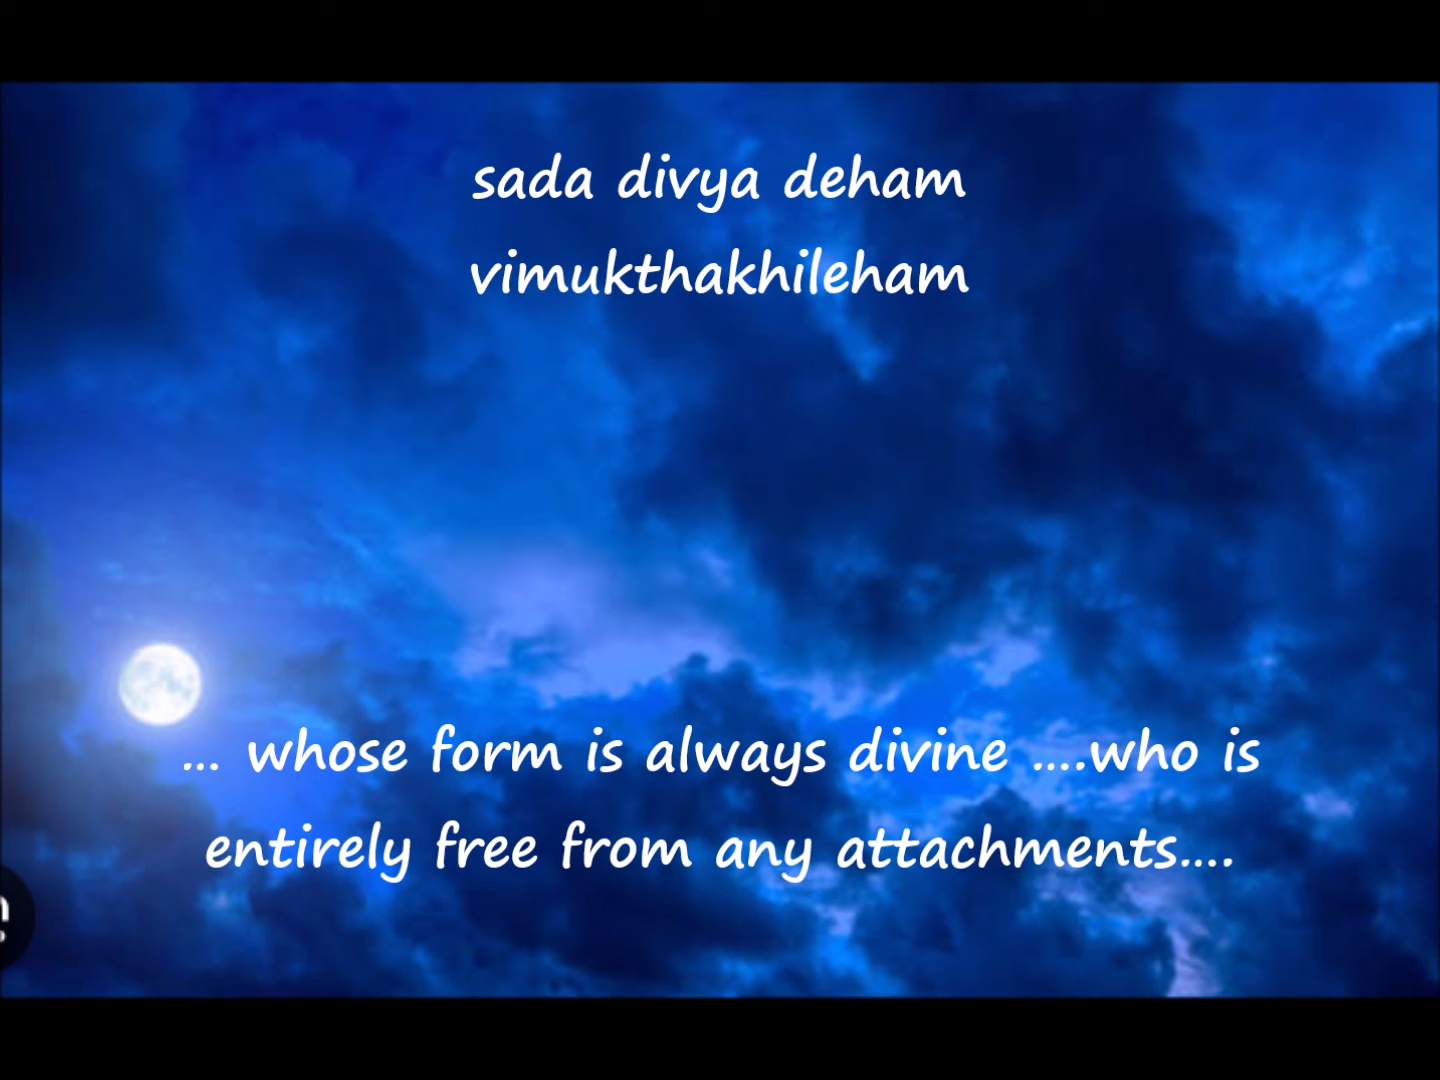 sada divya deham
vimukthakhileham
... whose form is always divine ....who is
entirely free from any attachments....